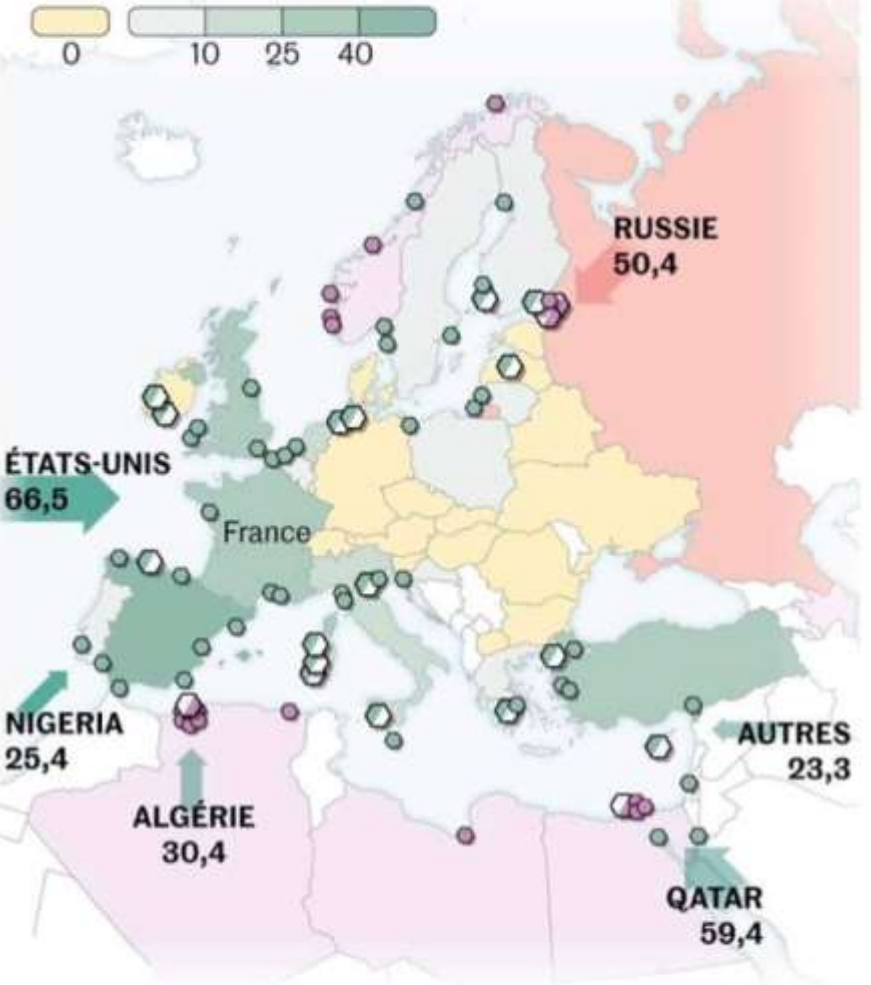 0 10 25 40
RUSSIE
50,4
ÉTATS-UNIS
66,5
France
NIGERIA
25,4
ALGÉRIE
30,4
AUTRES
23,3
QATAR
59,4